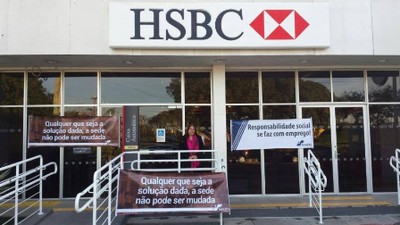 HSBC
Qualquer que seja a
solução dada, a sede
não pode ser mudada
Responsabilidade social
se faz com emprego!
Qualquer que seja a
solução dada, a sede
não pode ser mudada